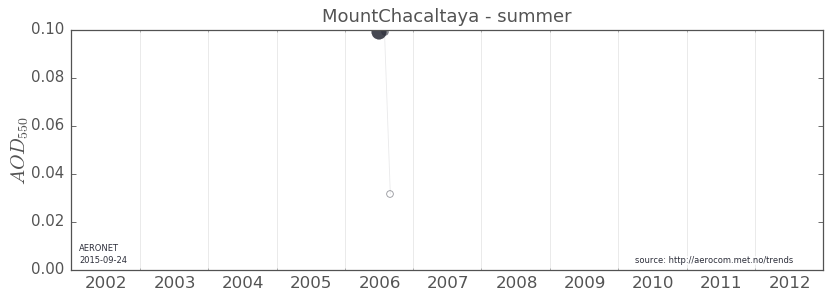 MountChacaltaya - summer
AOD550
0.10
0.08
0.06
0.04
0.02
0.00
AERONET
2015-09-24
source: http://aerocom.met.no/trends
2002 2003 2004 2005 2006 2007 2008 2009 2010 2011 2012